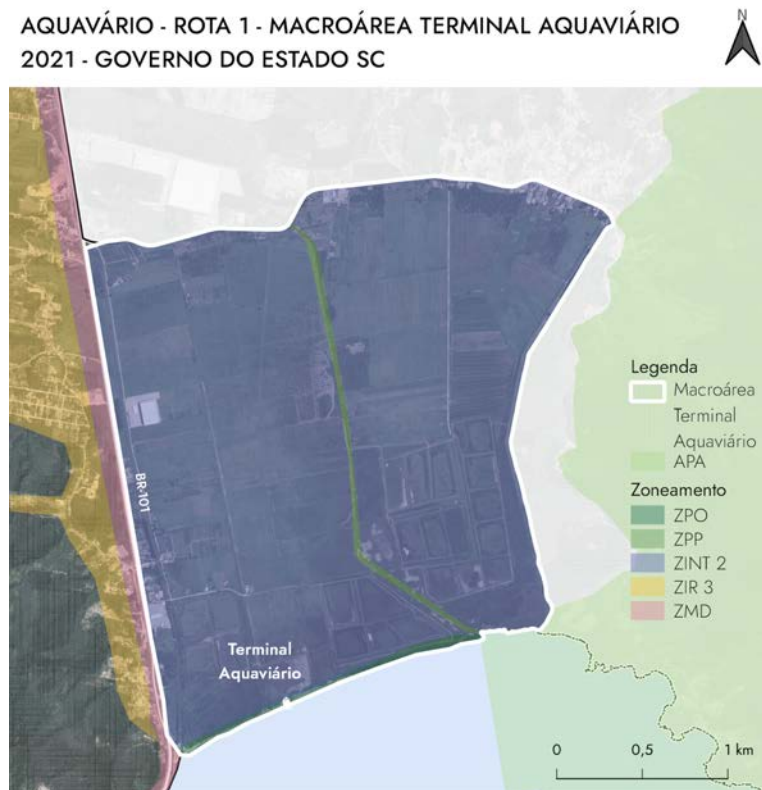 AQUAVÁRIO - ROTA 1 - MACROÁREA TERMINAL AQUAVIÁRIO
2021 - GOVERNO DO ESTADO SC
N
Legenda
Macroárea
Terminal
Aquaviário
APA
Zoneamento
ZPO
ZPP
ZINT 2
ZIR 3
ZMD
BR-101
Terminal
Aquaviário
0 0,5 1 km